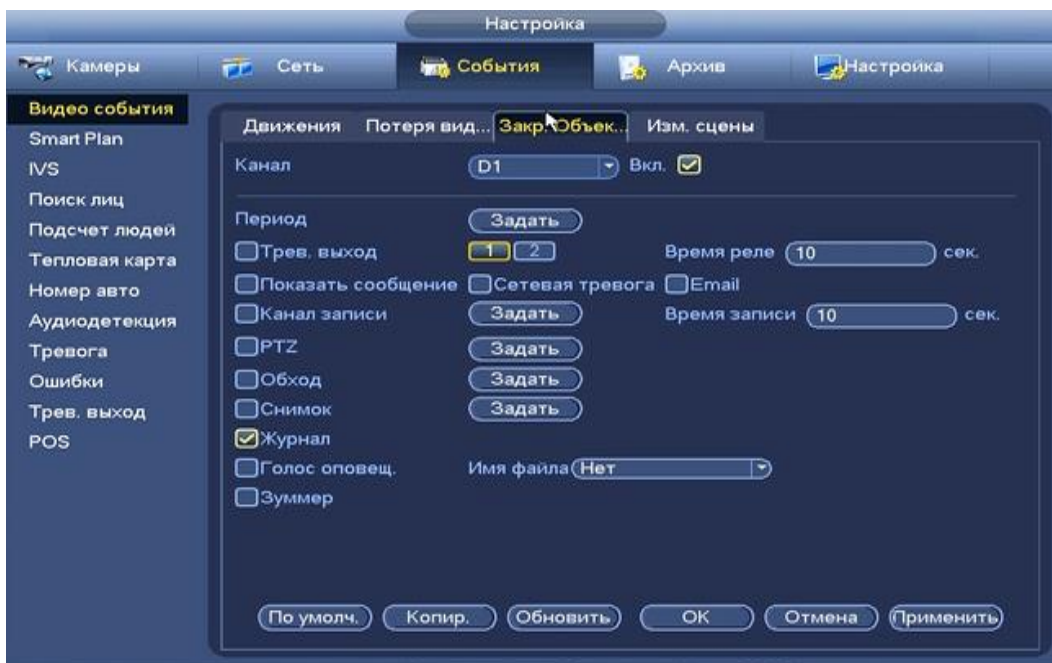 Настройка
Камеры Сеть События Архив Настройка
Видео события
Smart Plan
IVS
Поиск лиц
Подсчет людей
Тепловая карта
Номер авто
Аудиодетекция
Тревога
Ошибки
Трев. выход
POS
Движения Потеря вид... Закр. Объек... Изм. сцены
Канал D1 Вкл.
Период Задать
Трев. выход 1 2 Время реле 10 сек.
Показать сообщение Сетевая тревога Email
Канал записи Задать Время записи 10 сек.
PTZ Задать
Обход Задать
Снимок Задать
Журнал
Голос оповещ. Имя файла Нет
Зуммер
По умолч. Копир. Обновить OK Отмена Применить